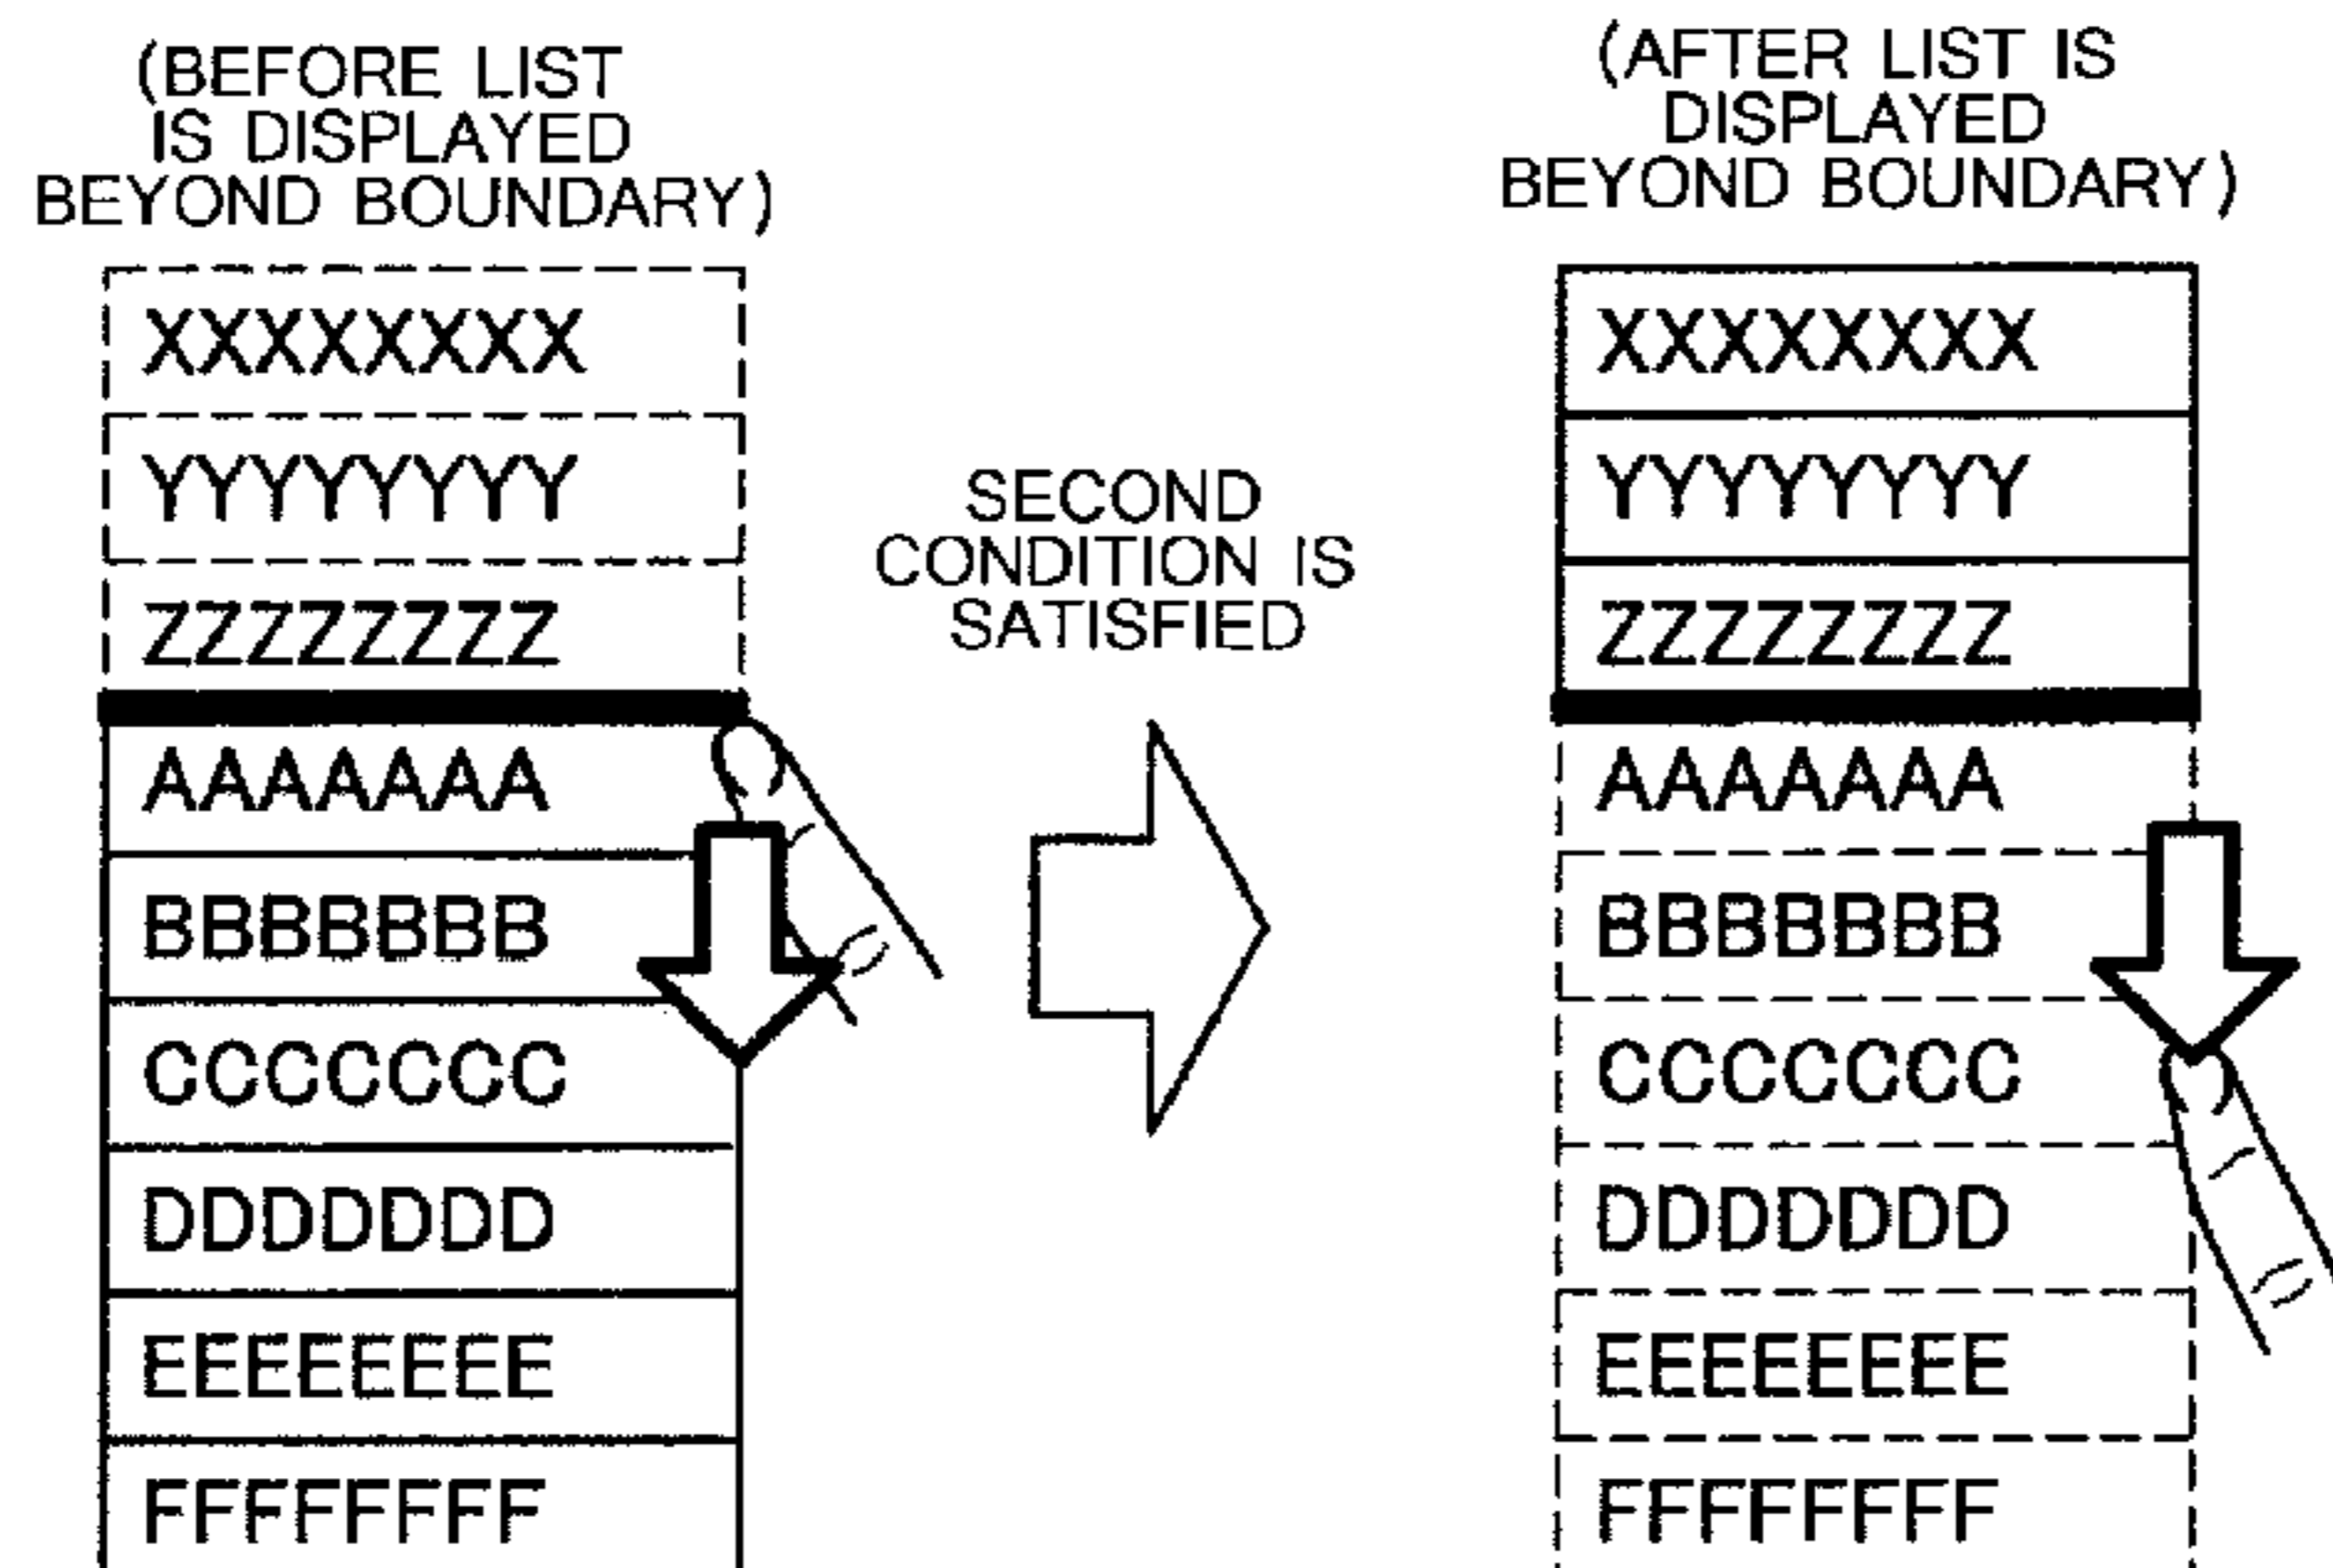 (BEFORE LIST
IS DISPLAYED
BEYOND BOUNDARY)
XXXXXXXX
YYYYYYYY
ZZZZZZZZ
AAAAAAA
BBBBBBB
CCCCCCC
DDDDDDD
EEEEEEEE
FFFFFFFF
SECOND
CONDITION IS
SATISFIED
(AFTER LIST IS
DISPLAYED
BEYOND BOUNDARY)
XXXXXXXX
YYYYYYYY
ZZZZZZZZ
AAAAAAA
BBBBBBB
CCCCCCC
DDDDDDD
EEEEEEEE
FFFFFFFF